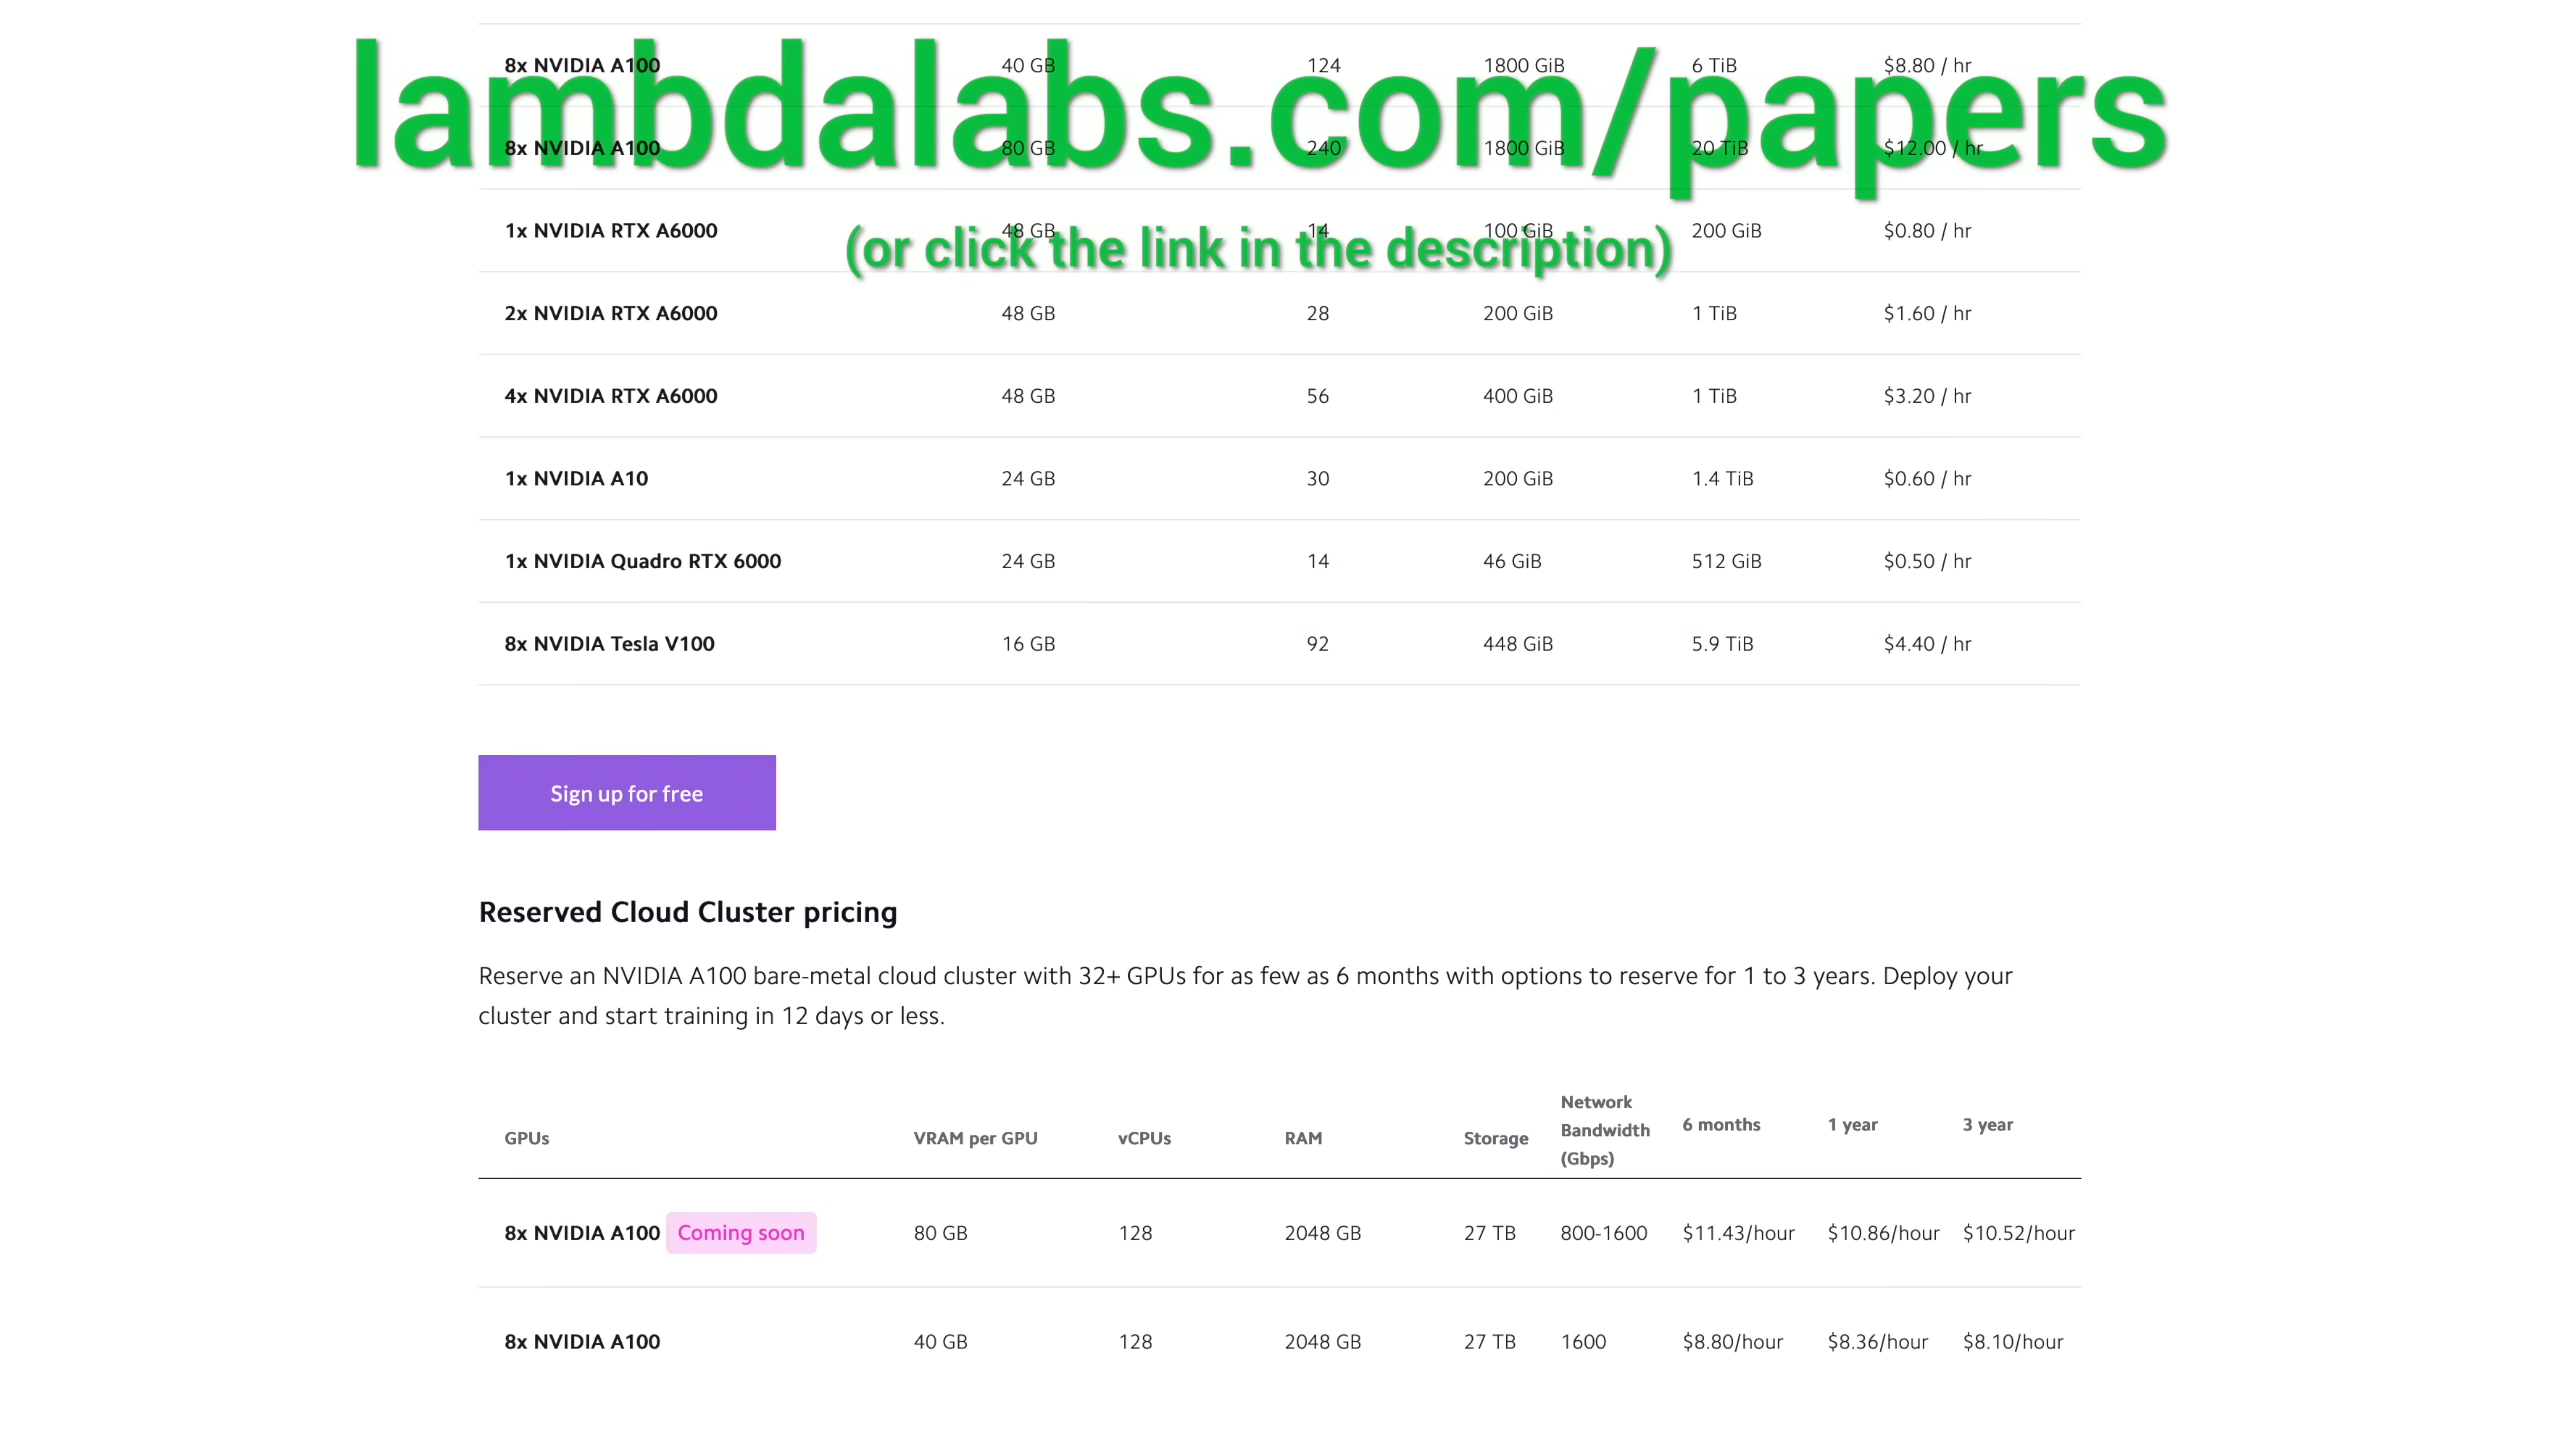 lambdalabs.com/papers
(or click the link in the description)
8x NVIDIA A100 40 GB 124 1800 GiB 6 TiB $8.80 / hr
8x NVIDIA A100 80 GB 240 1800 GiB 20 TiB $12.00 / hr
1x NVIDIA RTX A6000 48 GB 14 100 GiB 200 GiB $0.80 / hr
2x NVIDIA RTX A6000 48 GB 28 200 GiB 1 TiB $1.60 / hr
4x NVIDIA RTX A6000 48 GB 56 400 GiB 1 TiB $3.20 / hr
1x NVIDIA A10 24 GB 30 200 GiB 1.4 TiB $0.60 / hr
1x NVIDIA Quadro RTX 6000 24 GB 14 46 GiB 512 GiB $0.50 / hr
8x NVIDIA Tesla V100 16 GB 92 448 GiB 5.9 TiB $4.40 / hr
Sign up for free
Reserved Cloud Cluster pricing
Reserve an NVIDIA A100 bare-metal cloud cluster with 32+ GPUs for as few as 6 months with options to reserve for 1 to 3 years. Deploy your
cluster and start training in 12 days or less.
GPUs VRAM per GPU vCPUs RAM Storage Network Bandwidth (Gbps) 6 months 1 year 3 year
8x NVIDIA A100 Coming soon 80 GB 128 2048 GB 27 TB 800-1600 $11.43/hour $10.86/hour $10.52/hour
8x NVIDIA A100 40 GB 128 2048 GB 27 TB 1600 $8.80/hour $8.36/hour $8.10/hour